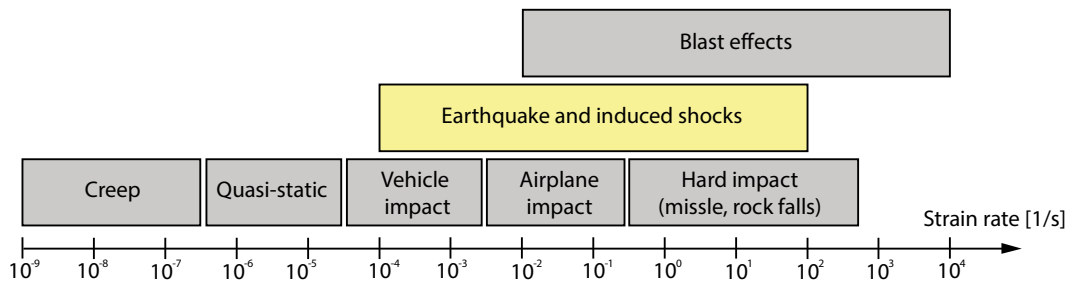 Blast effects
Earthquake and induced shocks
Creep
Quasi-static
Vehicle
impact
Airplane
impact
Hard impact
(missle, rock falls)
Strain rate [1/s]
10⁻⁹ 10⁻⁸ 10⁻⁷ 10⁻⁶ 10⁻⁵ 10⁻⁴ 10⁻³ 10⁻² 10⁻¹ 10⁰ 10¹ 10² 10³ 10⁴